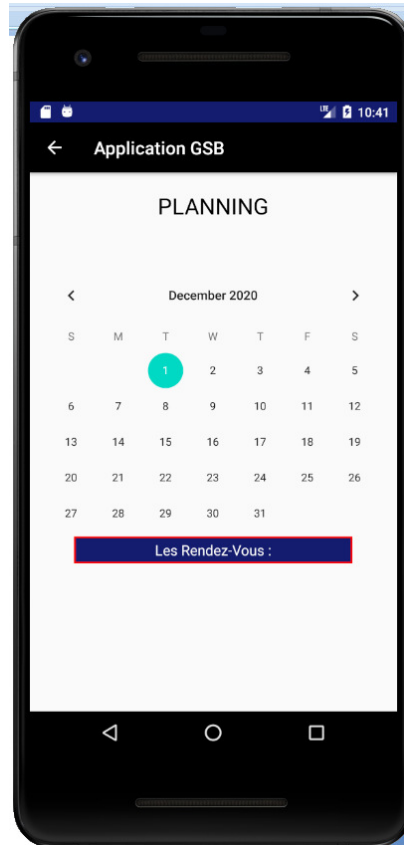 LTE 10:41
Application GSB
PLANNING
December 2020
S M T W T F S
1 2 3 4 5
6 7 8 9 10 11 12
13 14 15 16 17 18 19
20 21 22 23 24 25 26
27 28 29 30 31
Les Rendez-Vous :